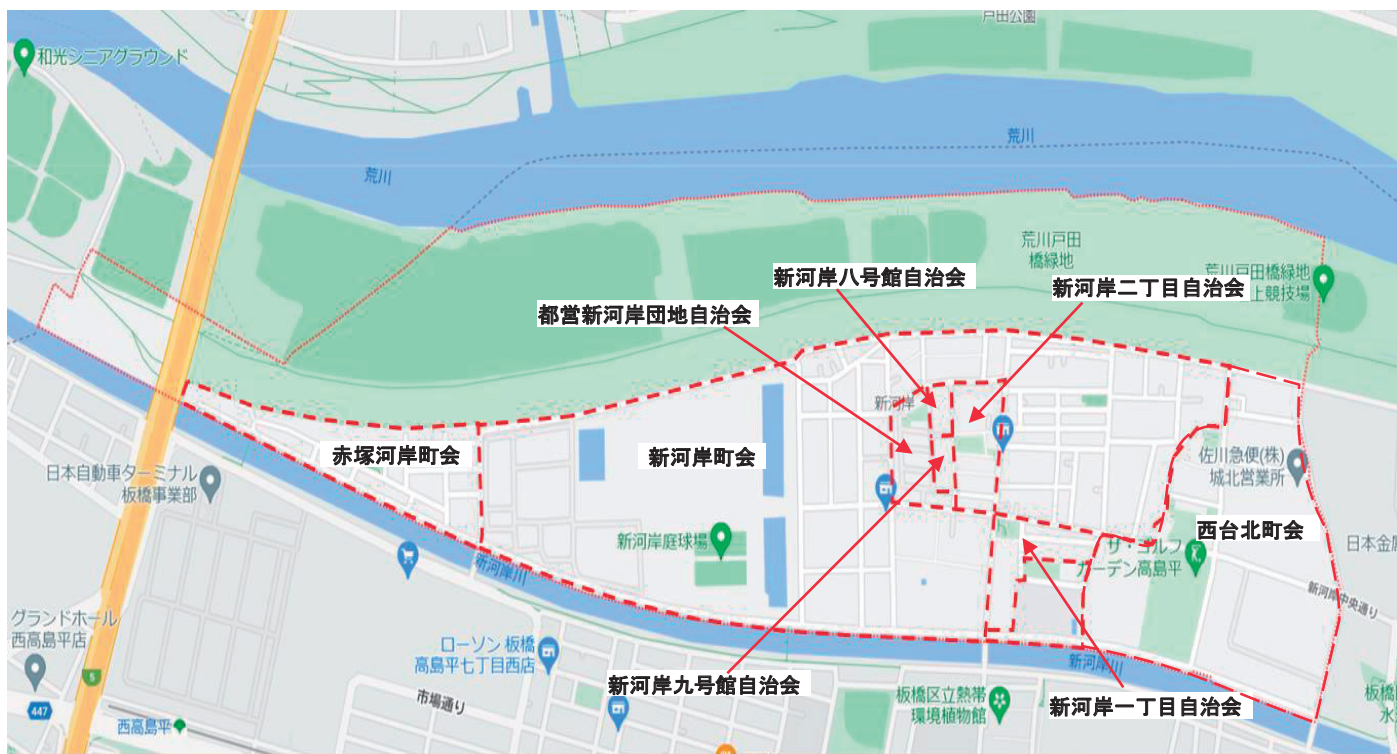 戸田公園
和光シニアグラウンド
荒川
荒川
荒川戸田
橋緑地
新河岸八号館自治会
新河岸二丁目自治会
荒川戸田橋緑地
上競技場
都営新河岸団地自治会
新河岸
赤塚河岸町会
新河岸町会
日本自動車ターミナル
板橋事業部
佐川急便(株)
城北営業所
西台北町会
新河岸庭球場
ザ・ゴルフ
ガーデン高島平
日本金属
新河岸川
新河岸中央通り
グランドホール
西高島平店
ローソン 板橋
高島平七丁目西店
新河岸川
新河岸九号館自治会
新河岸一丁目自治会
板橋区立熱帯
環境植物館
板橋
水
市場通り
5
447
西高島平